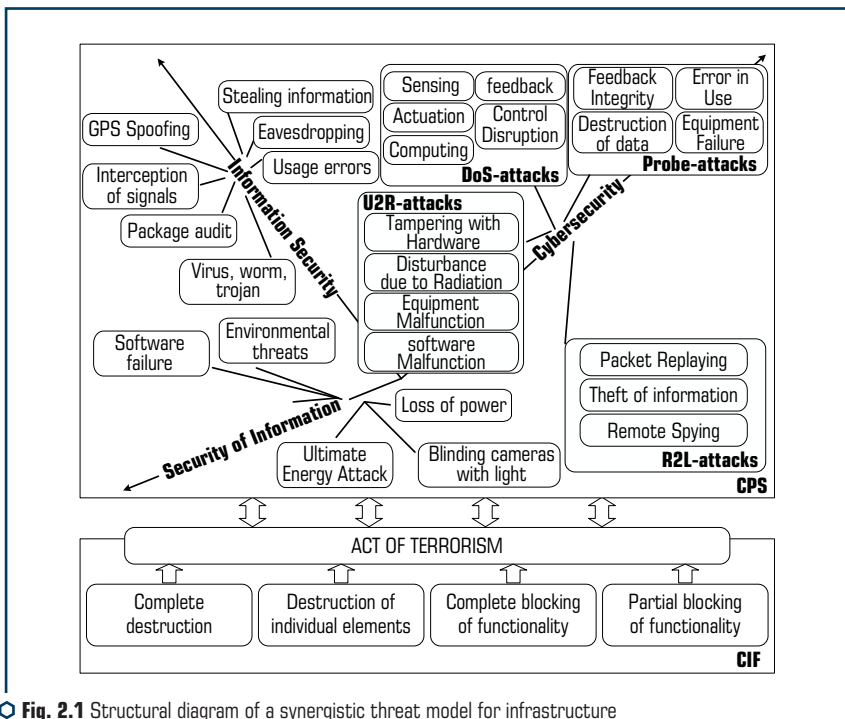 Stealing information
GPS Spoofing
Eavesdropping
Interception
of signals
Usage errors
Package audit
Virus, worm,
trojan
Information Security
Sensing
feedback
Actuation
Control
Disruption
Computing
DoS-attacks
Feedback
Integrity
Error in
Use
Destruction
of data
Equipment
Failure
Probe-attacks
U2R-attacks
Tampering with
Hardware
Disturbance
due to Radiation
Equipment
Malfunction
software
Malfunction
Cybersecurity
Software
failure
Environmental
threats
Loss of power
Security of Information
Ultimate
Energy Attack
Blinding cameras
with light
Packet Replaying
Theft of information
Remote Spying
R2L-attacks
CPS
ACT OF TERRORISM
Complete
destruction
Destruction of
individual elements
Complete blocking
of functionality
Partial blocking
of functionality
CIF
Fig. 2.1 Structural diagram of a synergistic threat model for infrastructure